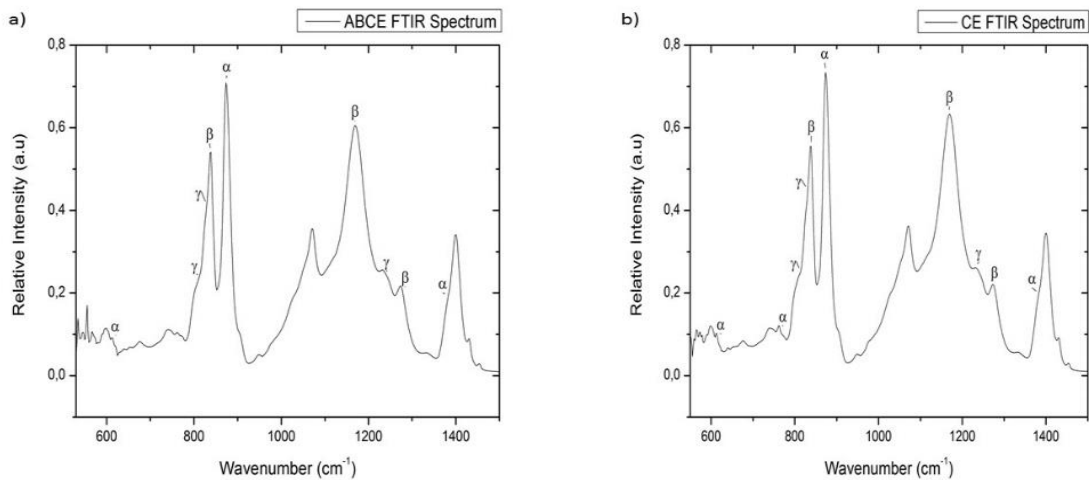 a)
ABCE FTIR Spectrum
Relative Intensity (a.u)
0,8
0,6
0,4
0,2
0,0
α
β
γ
γ
α
β
γ
β
α
600
800
1000
1200
1400
Wavenumber (cm⁻¹)
b)
CE FTIR Spectrum
Relative Intensity (a.u)
0,8
0,6
0,4
0,2
0,0
α
β
γ
γ
α
α
β
γ
β
α
600
800
1000
1200
1400
Wavenumber (cm⁻¹)